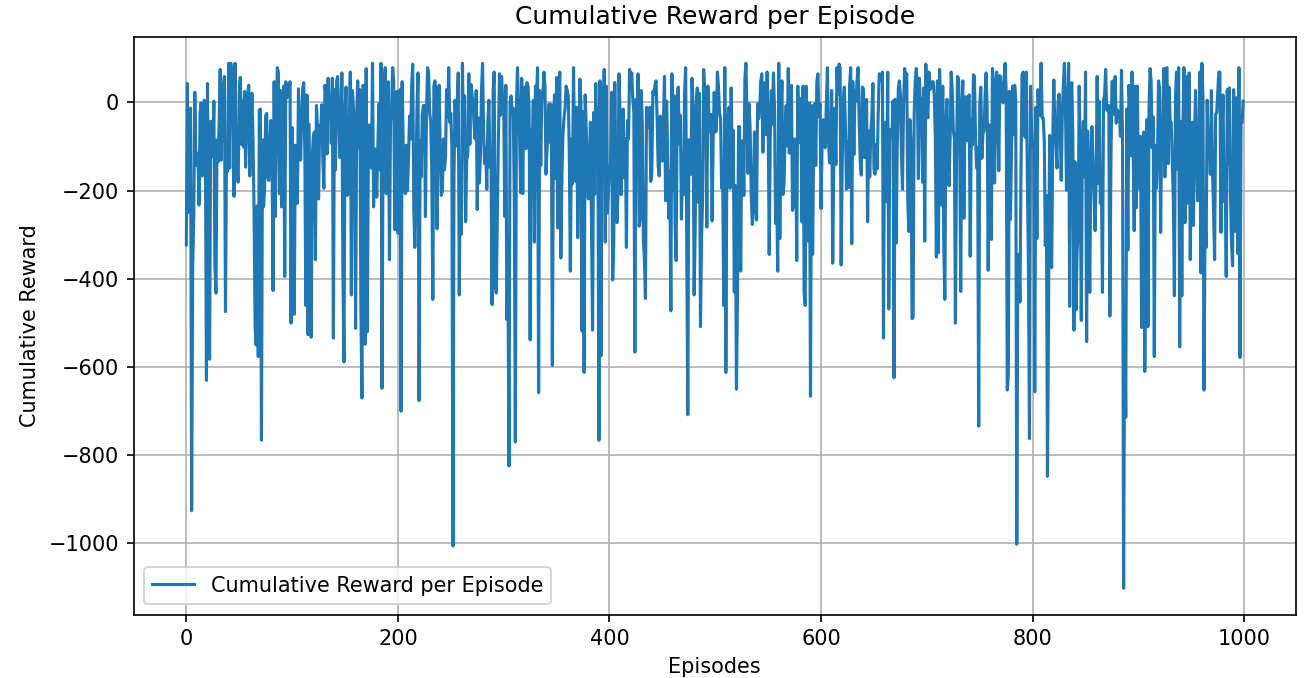 Cumulative Reward per Episode
0
−200
−400
−600
−800
−1000
Cumulative Reward
Cumulative Reward per Episode
0 200 400 600 800 1000
Episodes